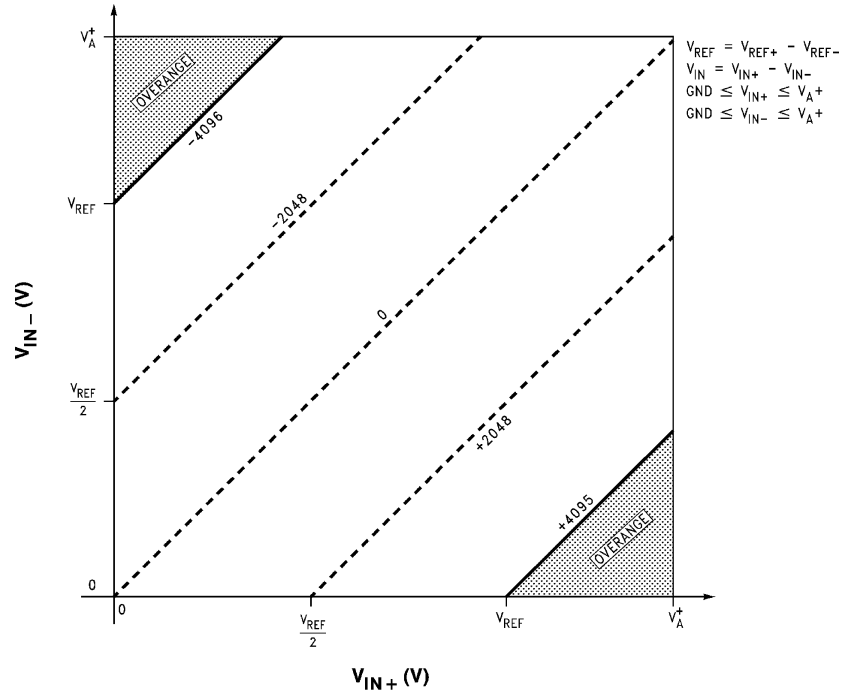 V_A^+
OVERANGE
V_REF = V_REF+ - V_REF-
V_IN = V_IN+ - V_IN-
GND ≤ V_IN+ ≤ V_A+
GND ≤ V_IN- ≤ V_A+
-4096
V_REF
-2048
V_IN- (V)
0
V_REF
2
+2048
+4095
OVERANGE
0
0
V_REF
2
V_REF
V_A^+
V_IN+ (V)